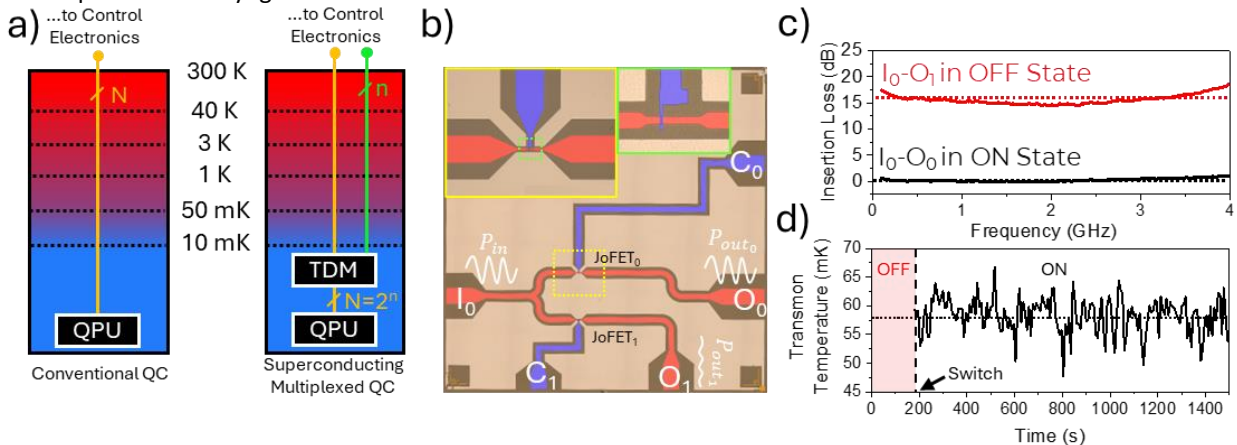 a)
...to Control
Electronics
N
QPU
Conventional QC
300 K
40 K
3 K
1 K
50 mK
10 mK
...to Control
Electronics
n
TDM
N=2ⁿ
QPU
Superconducting
Multiplexed QC
b)
C₀
P_in
JoFET₀
P_out₀
I₀
O₀
JoFET₁
C₁
O₁
P_out₁
c)
Insertion Loss (dB)
25
20
15
10
5
0
I₀-O₁ in OFF State
I₀-O₀ in ON State
0 1 2 3 4
Frequency (GHz)
d)
Transmon
Temperature (mK)
70
65
60
55
50
45
OFF
ON
Switch
0 200 400 600 800 1000 1200 1400
Time (s)